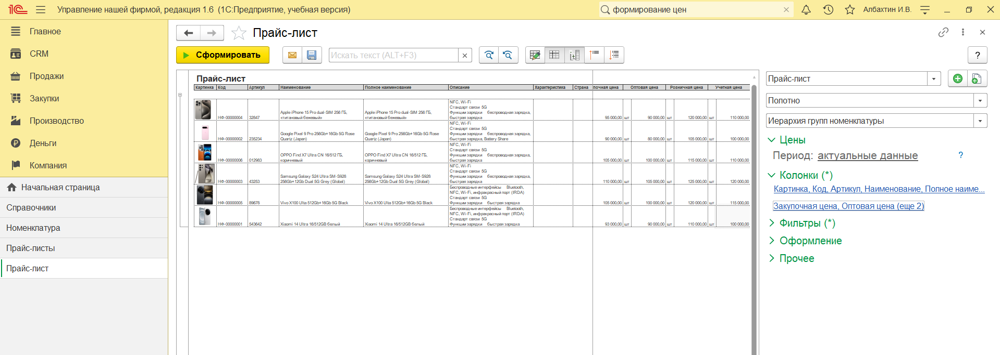 1С Управление нашей фирмой, редакция 1.6 (1С:Предприятие, учебная версия) формирование цен Албахтин И.В.
Главное
CRM
Продажи
Закупки
Производство
Деньги
Компания
Начальная страница
Справочники
Номенклатура
Прайс-листы
Прайс-лист
Прайс-лист
Сформировать Искать текст (ALT+F3) ?
Прайс-лист
Картинка Код Артикул Наименование Полное наименование Описание Характеристика Страна почная цена Оптовая цена Розничная цена Учетная цена
NFC, Wi-Fi
Стандарт связи 5G
Apple iPhone 15 Pro dual-SIM 256 ГБ, Apple iPhone 15 Pro dual-SIM 256 ГБ, Функции зарядки беспроводная зарядка,
НФ-00000004 32847 «титановый бежевый» «титановый бежевый» быстрая зарядка 95 000,00 шт 90 000,00 шт 120 000,00 шт 110 000,00
NFC, Wi-Fi
Стандарт связи 5G
Google Pixel 9 Pro 256Gb+16Gb 5G Rose Google Pixel 9 Pro 256Gb+16Gb 5G Rose Функции зарядки беспроводная зарядка,
НФ-00000002 235234 Quartz (Japan) Quartz (Japan) быстрая зарядка, Battery Share 90 000,00 шт 80 000,00 шт 105 000,00 шт 100 000,00
NFC, Wi-Fi
Стандарт связи 5G
OPPO Find X7 Ultra CN 16/512 ГБ, OPPO Find X7 Ultra CN 16/512 ГБ, Функции зарядки беспроводная зарядка,
НФ-00000006 012983 коричневый коричневый быстрая зарядка 105 000,00 шт 100 000,00 шт 115 000,00 шт 110 000,00
NFC, Wi-Fi
Стандарт связи 5G
Samsung Galaxy S24 Ultra SM-S928 Samsung Galaxy S24 Ultra SM-S928 Функции зарядки беспроводная зарядка,
НФ-00000003 43253 256Gb+12Gb Dual 5G Grey (Global) 256Gb+12Gb Dual 5G Grey (Global) быстрая зарядка 110 000,00 шт 105 000,00 шт 125 000,00 шт 120 000,00
Беспроводные интерфейсы Bluetooth,
NFC, Wi-Fi, инфракрасный порт (IRDA)
Стандарт связи 5G
НФ-00000005 89678 Vivo X100 Ulta 512Gb+16Gb 5G Black Vivo X100 Ulta 512Gb+16Gb 5G Black Функции зарядки быстрая зарядка 105 000,00 шт 100 000,00 шт 120 000,00 шт 115 000,00
Беспроводные интерфейсы Bluetooth,
NFC, Wi-Fi, инфракрасный порт (IRDA)
Стандарт связи 5G
НФ-00000001 543642 Xiaomi 14 Ultra 16/512GB белый Xiaomi 14 Ultra 16/512GB белый Функции зарядки быстрая зарядка 93 000,00 шт 90 000,00 шт 110 000,00 шт 100 000,00
Прайс-лист
Полотно
Иерархия групп номенклатуры
Цены
Период: актуальные данные ?
Колонки (*)
Картинка, Код, Артикул, Наименование, Полное наиме...
Закупочная цена, Оптовая цена (еще 2)
Фильтры (*)
Оформление
Прочее